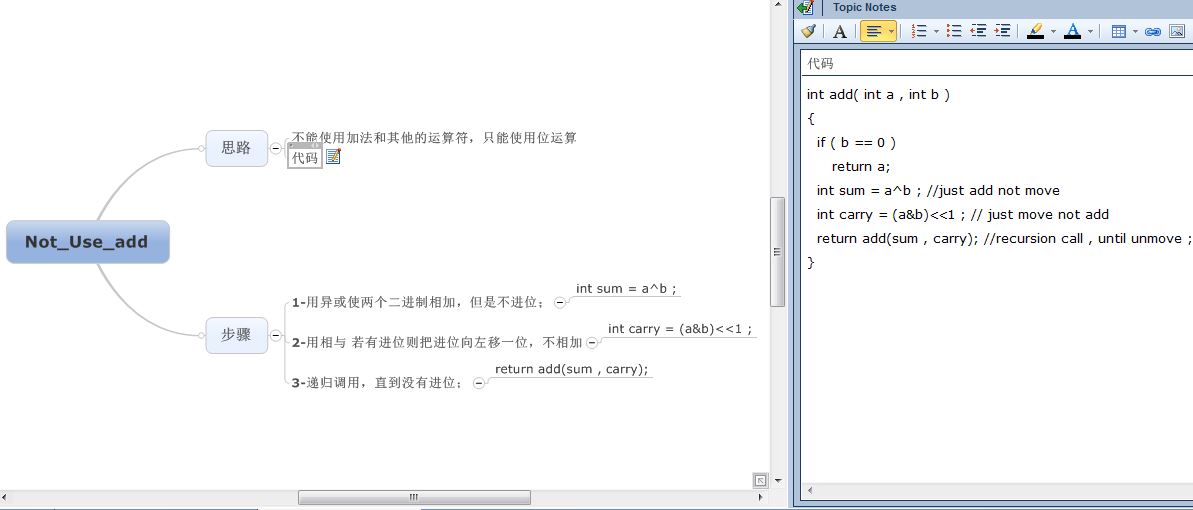 Topic Notes
代码
int add( int a , int b )
{
if ( b == 0 )
return a;
int sum = a^b ; //just add not move
int carry = (a&b)<<1 ; // just move not add
return add(sum , carry); //recursion call , until unmove ;
}
Not_Use_add
思路
不能使用加法和其他的运算符，只能使用位运算
代码
步骤
1-用异或使两个二进制相加，但是不进位；
int sum = a^b ;
2-用相与 若有进位则把进位向左移一位，不相加
int carry = (a&b)<<1 ;
3-递归调用，直到没有进位；
return add(sum , carry);